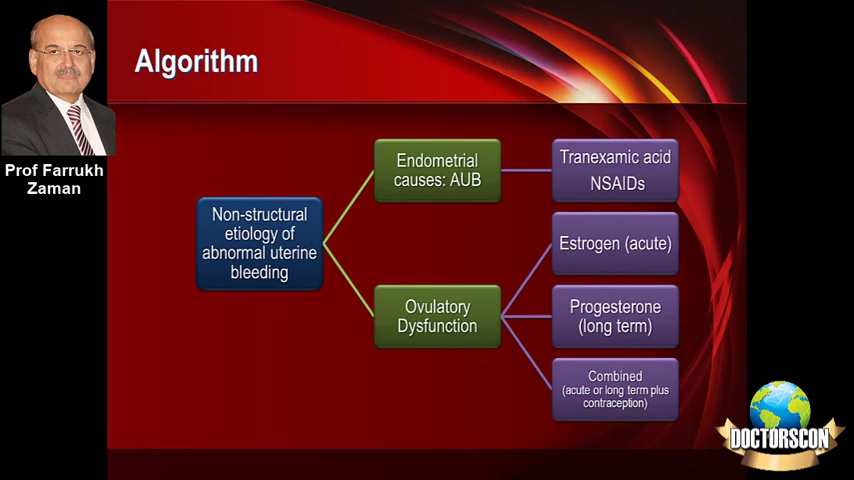 Algorithm
Prof Farrukh
Zaman
Non-structural
etiology of
abnormal uterine
bleeding
Endometrial
causes: AUB
Tranexamic acid
NSAIDs
Estrogen (acute)
Ovulatory
Dysfunction
Progesterone
(long term)
Combined
(acute or long term plus
contraception)
DOCTORSCON